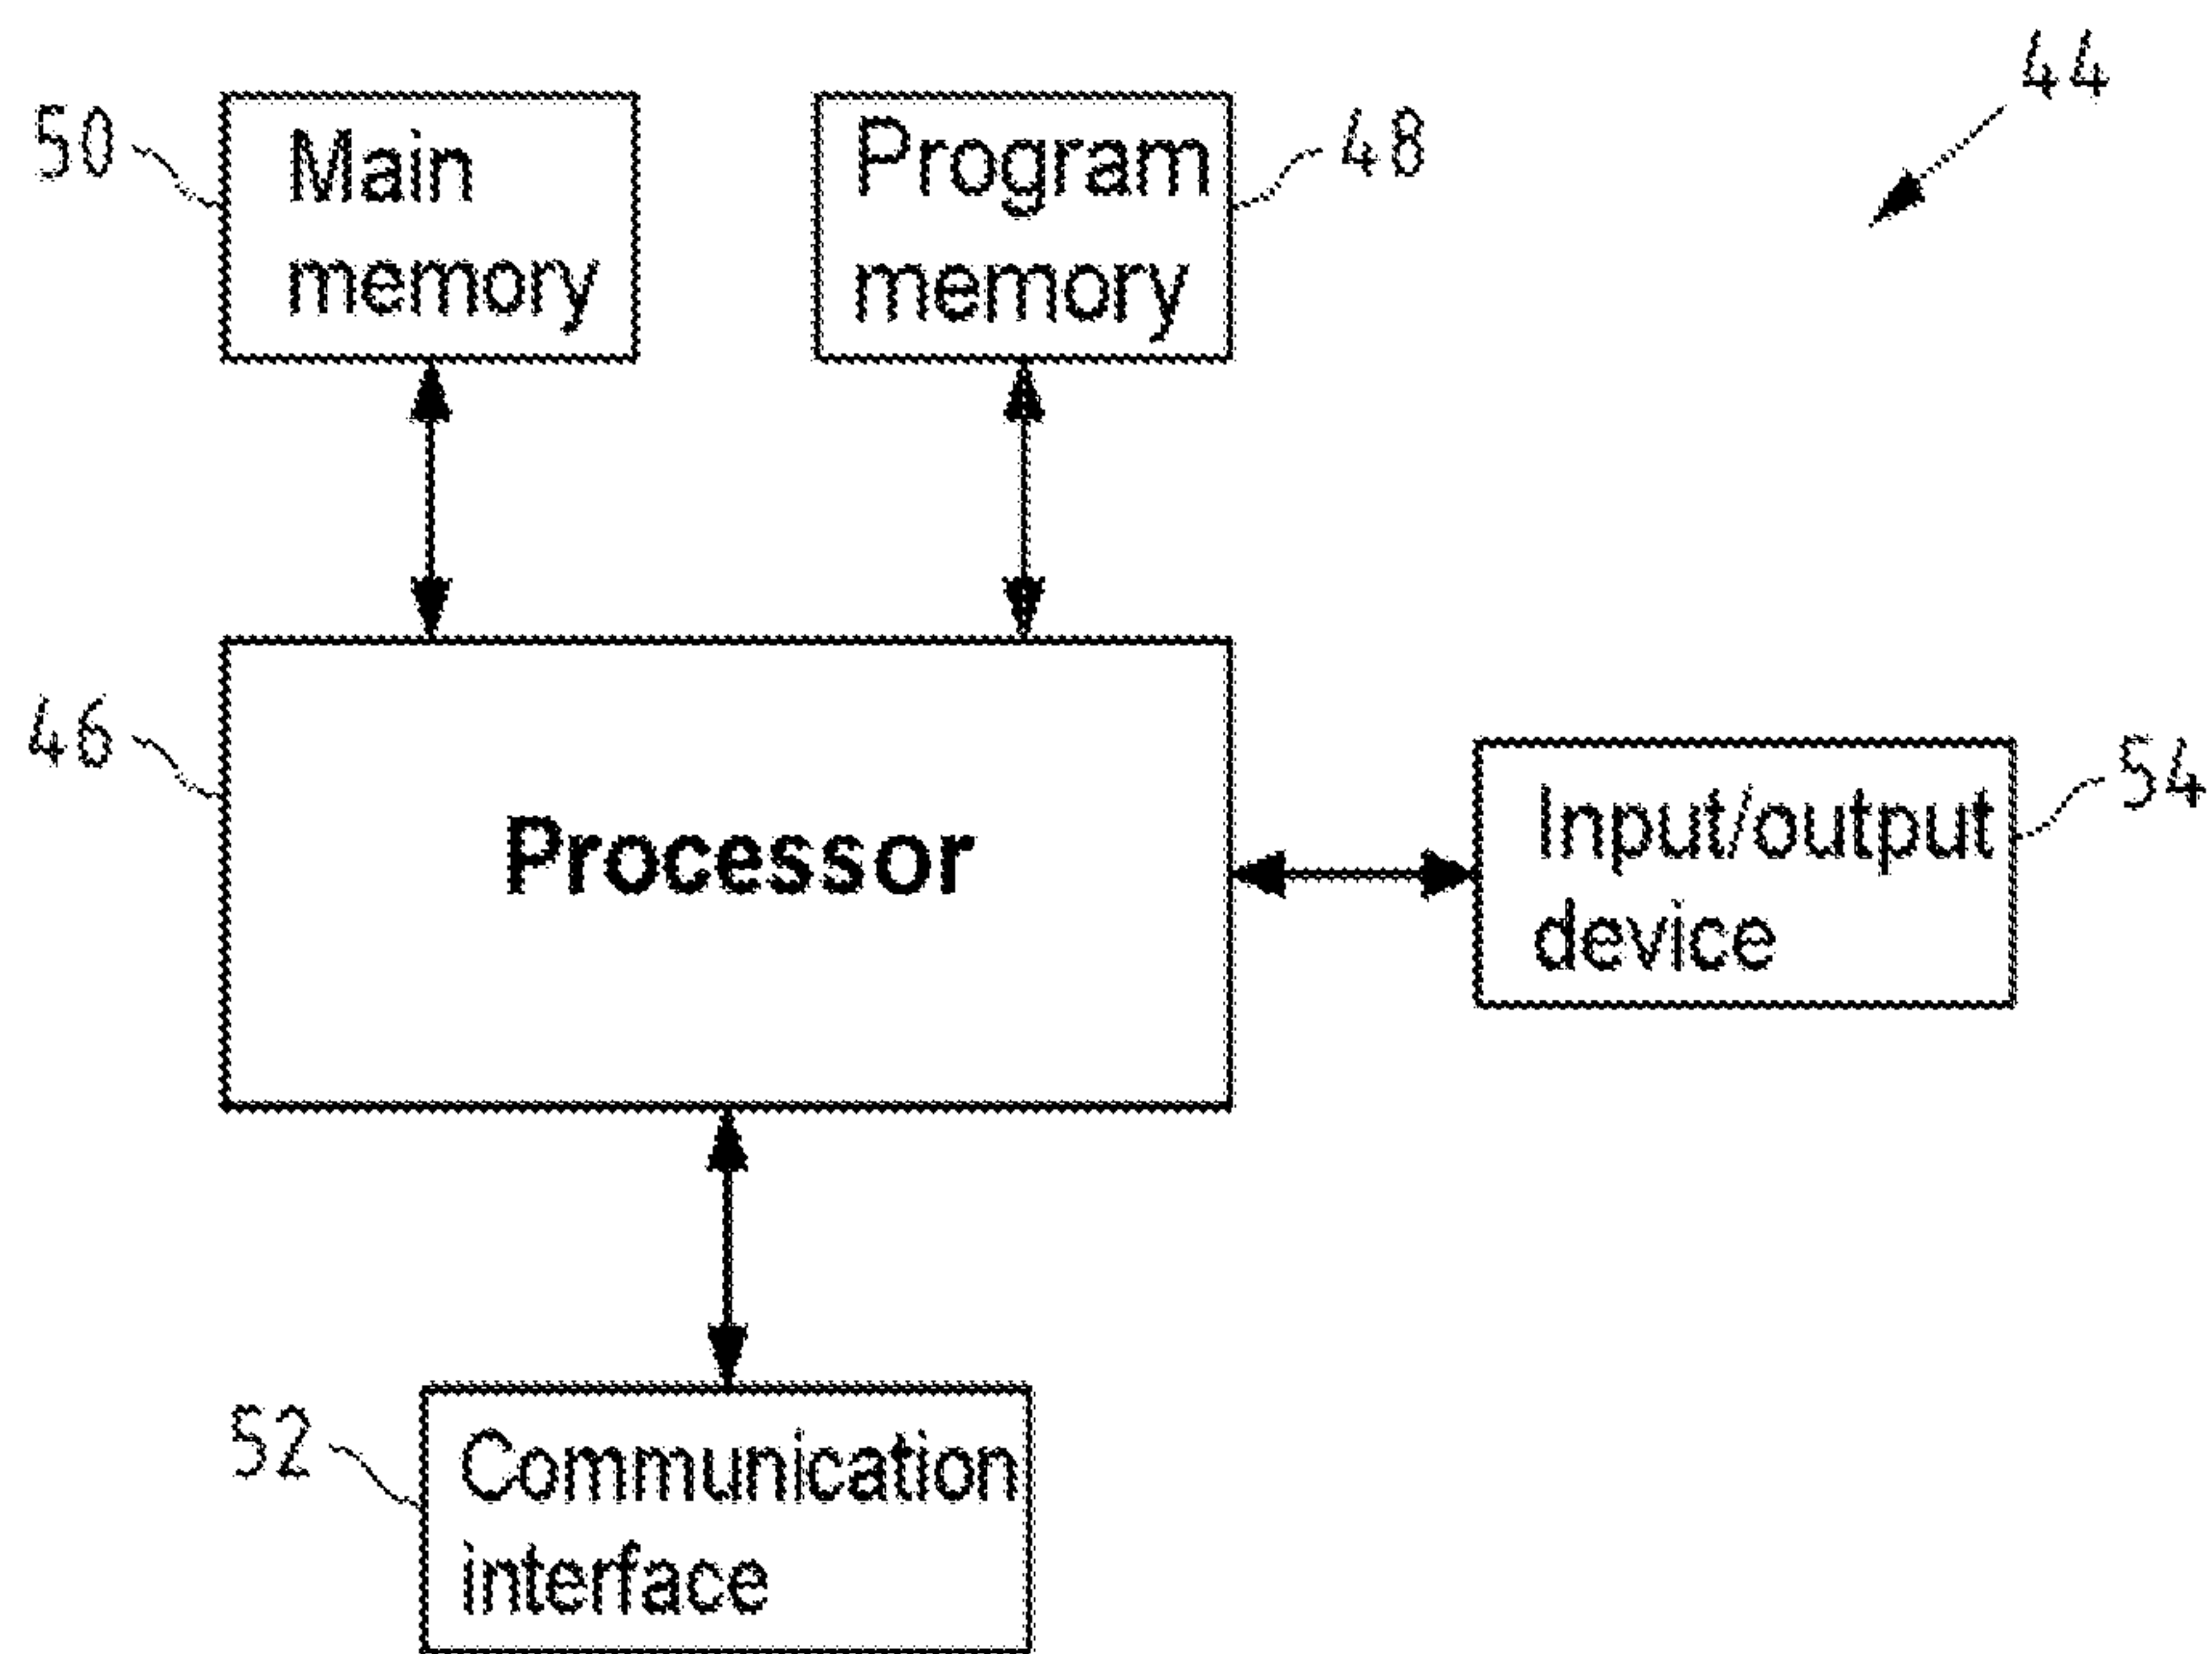 44
50
Main
memory
Program
memory
48
46
Processor
Input/output
device
54
52
Communication
interface